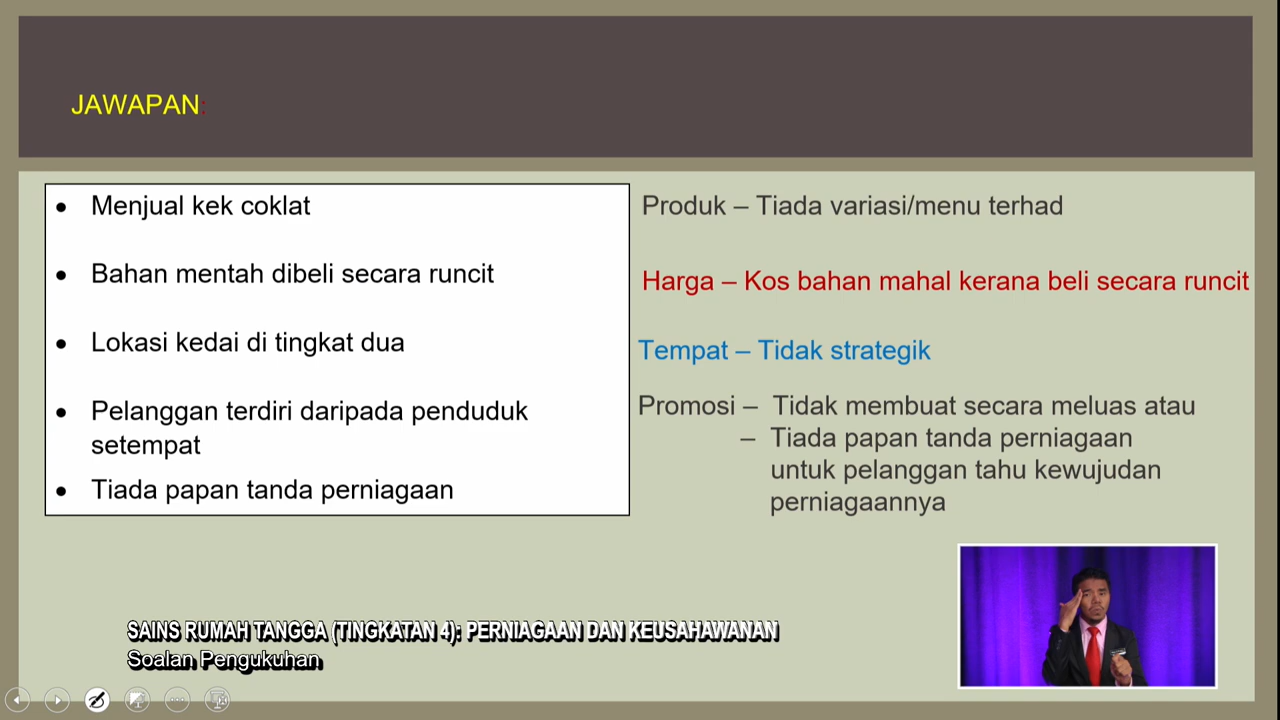 JAWAPAN:
• Menjual kek coklat
• Bahan mentah dibeli secara runcit
• Lokasi kedai di tingkat dua
• Pelanggan terdiri daripada penduduk
setempat
• Tiada papan tanda perniagaan
Produk – Tiada variasi/menu terhad
Harga – Kos bahan mahal kerana beli secara runcit
Tempat – Tidak strategik
Promosi – Tidak membuat secara meluas atau
– Tiada papan tanda perniagaan
untuk pelanggan tahu kewujudan
perniagaannya
SAINS RUMAH TANGGA (TINGKATAN 4): PERNIAGAAN DAN KEUSAHAWANAN
Soalan Pengukuhan